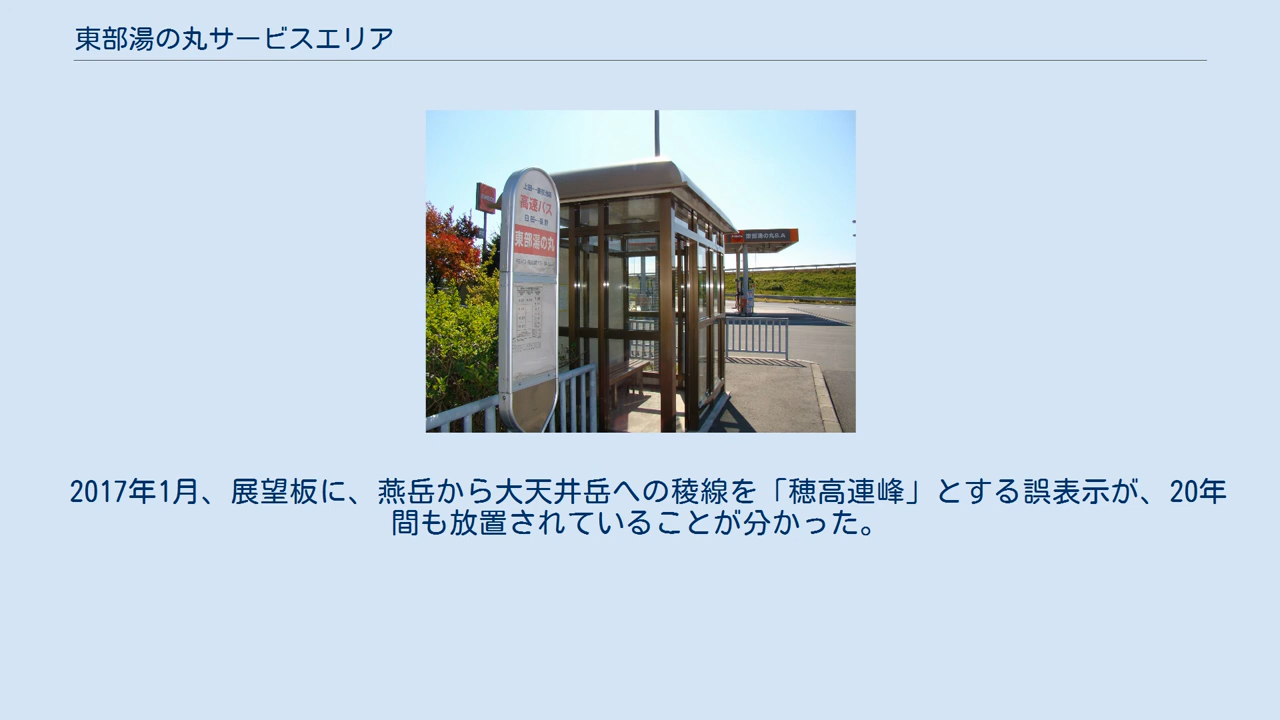 東部湯の丸サービスエリア
高速バス
東部湯の丸
東部湯の丸S.A.
2017年1月、展望板に、燕岳から大天井岳への稜線を「穂高連峰」とする誤表示が、20年
間も放置されていることが分かった。